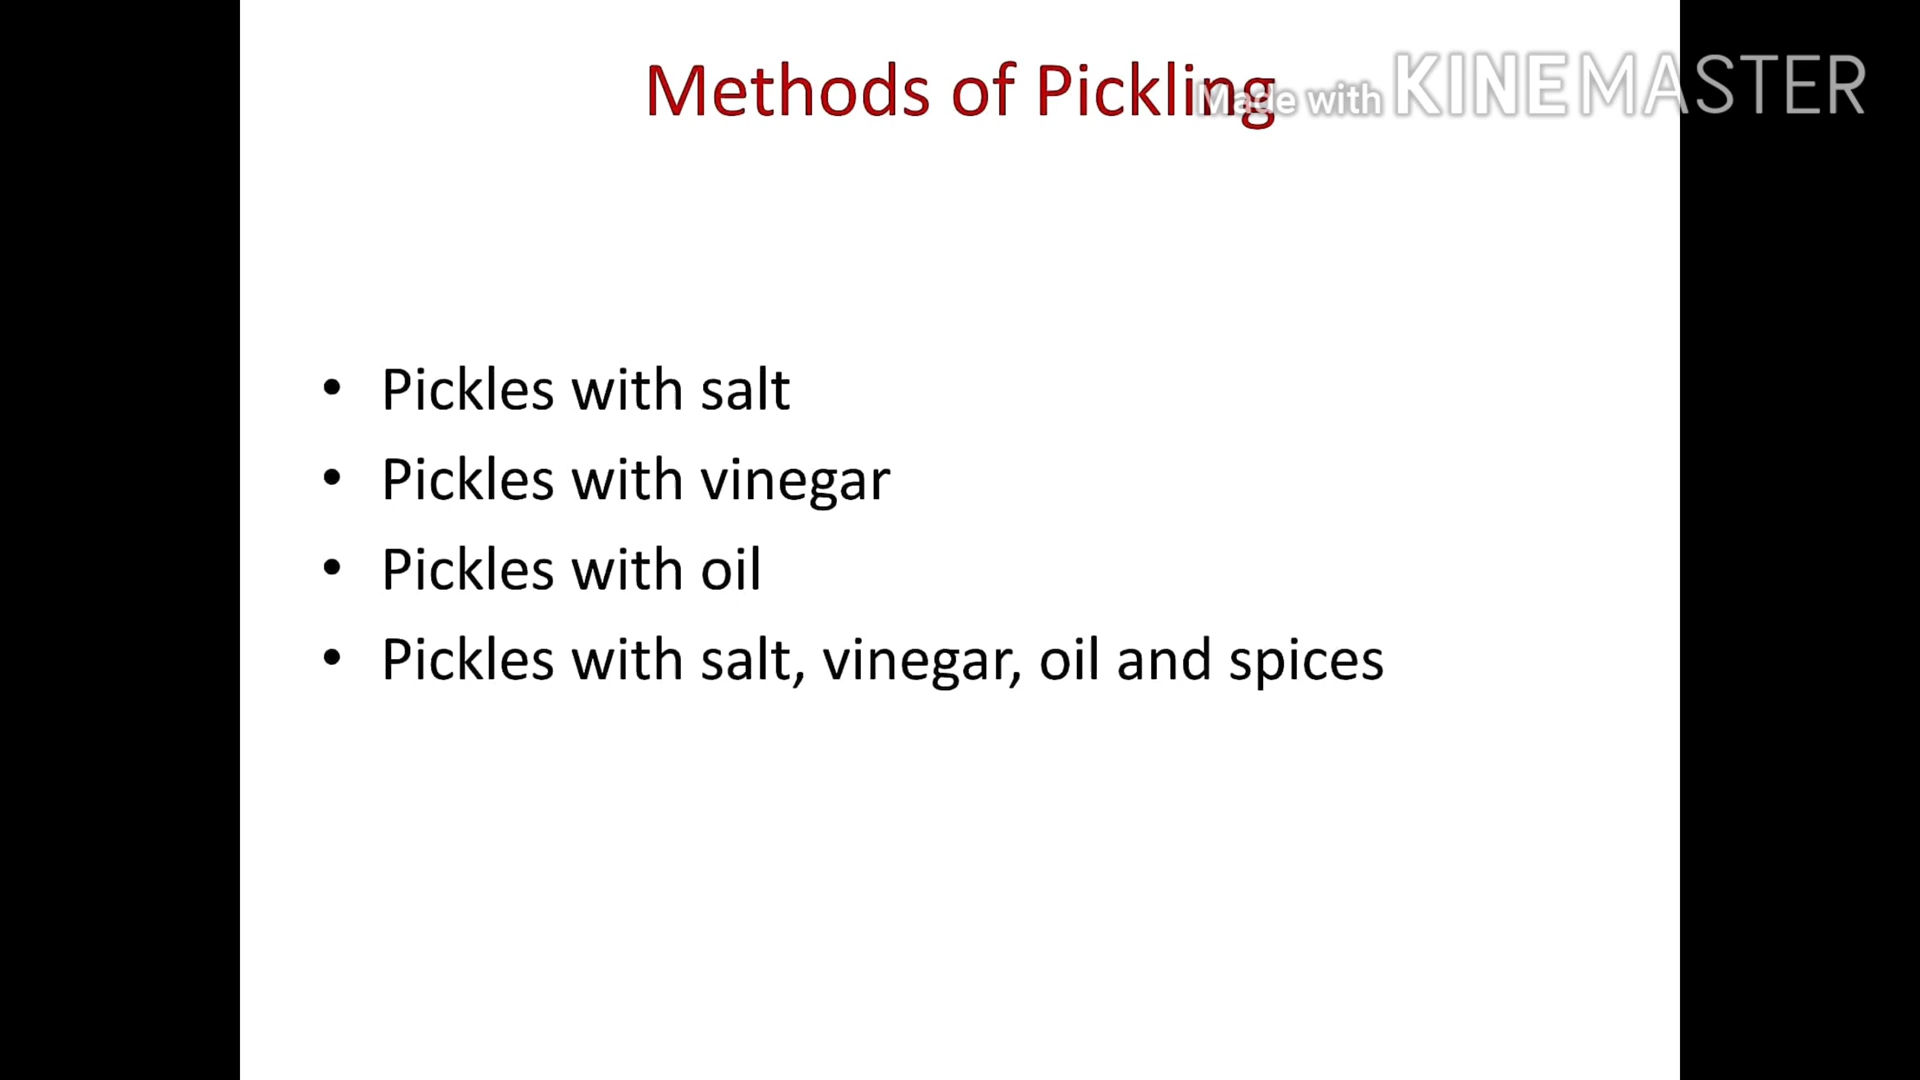 Methods of Pickling
Made with KINEMASTER
• Pickles with salt
• Pickles with vinegar
• Pickles with oil
• Pickles with salt, vinegar, oil and spices